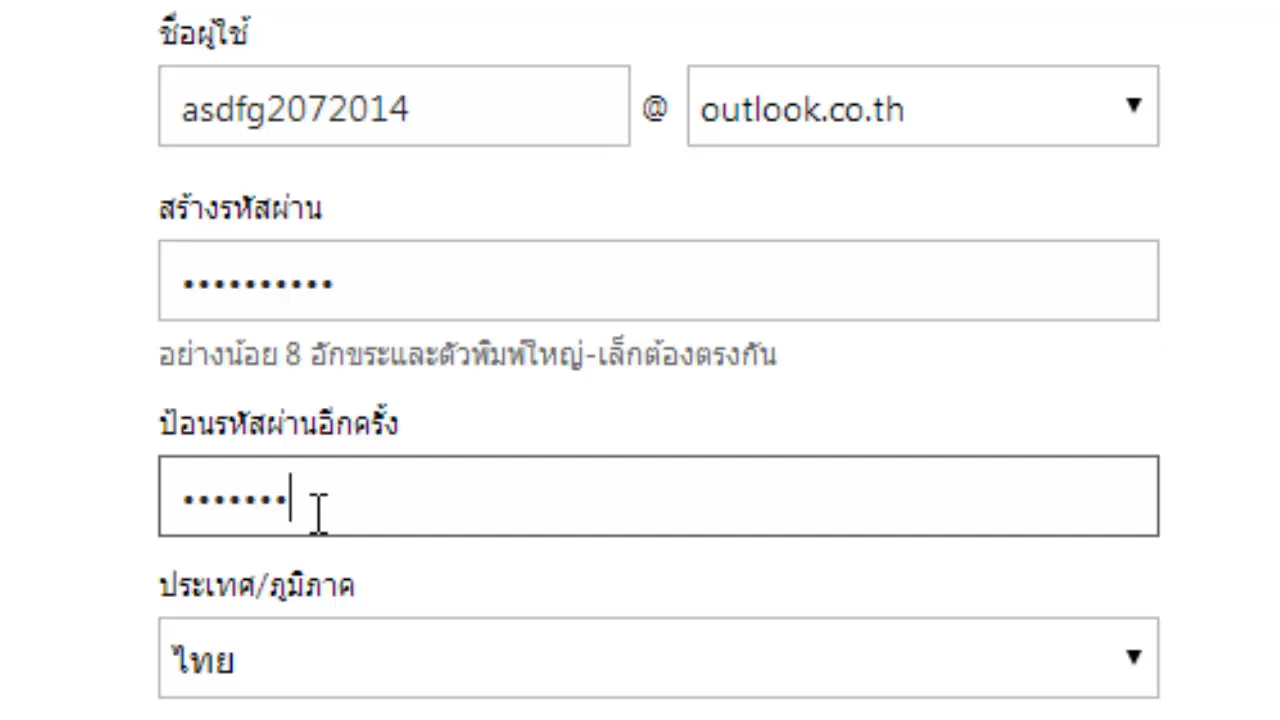 ชื่อผู้ใช้
asdfg2072014 @ outlook.co.th
สร้างรหัสผ่าน
••••••••••
อย่างน้อย 8 อักขระและตัวพิมพ์ใหญ่-เล็กต้องตรงกัน
ป้อนรหัสผ่านอีกครั้ง
•••••••
ประเทศ/ภูมิภาค
ไทย